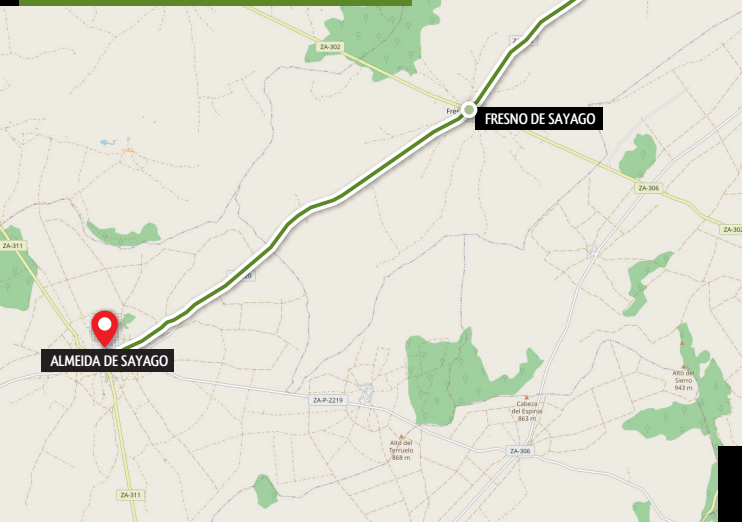 ZA-302
FRESNO DE SAYAGO
ZA-306
ZA-302
ZA-311
ALMEIDA DE SAYAGO
ZA-P-2219
Alto del
Sierro
943 m
Cabeza
del Espinal
863 m
Alto del
Terruelo
868 m
ZA-306
ZA-311